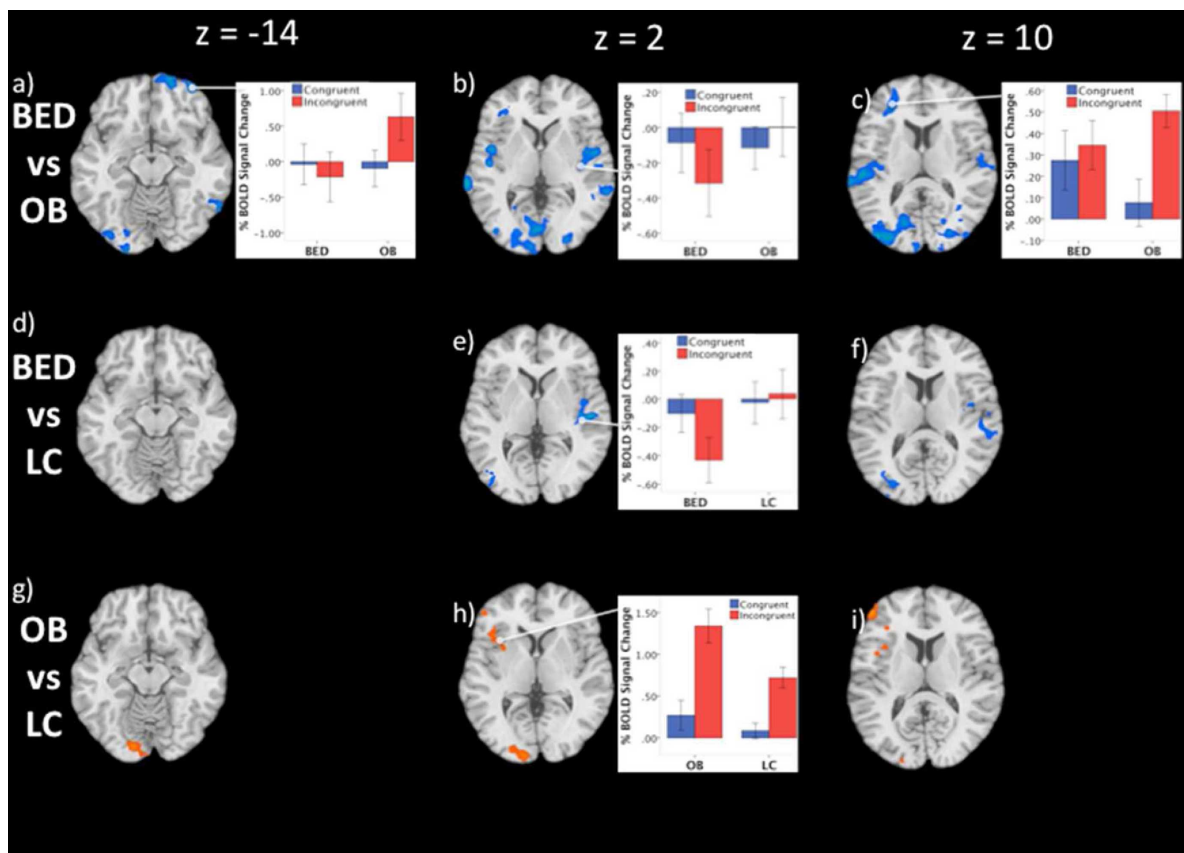 z = -14
z = 2
z = 10
a)
BED
vs
OB
% BOLD Signal Change
1.00
.50
.00
-.50
-1.00
Congruent
Incongruent
BED OB
b)
% BOLD Signal Change
.20
.00
-.20
-.40
-.60
Congruent
Incongruent
BED OB
c)
% BOLD Signal Change
.60
.50
.40
.30
.20
.10
.00
-.10
Congruent
Incongruent
BED OB
d)
BED
vs
LC
e)
% BOLD Signal Change
.40
.20
.00
-.20
-.40
-.60
Congruent
Incongruent
BED LC
f)
g)
OB
vs
LC
h)
% BOLD Signal Change
1.50
1.00
.50
.00
Congruent
Incongruent
OB LC
i)